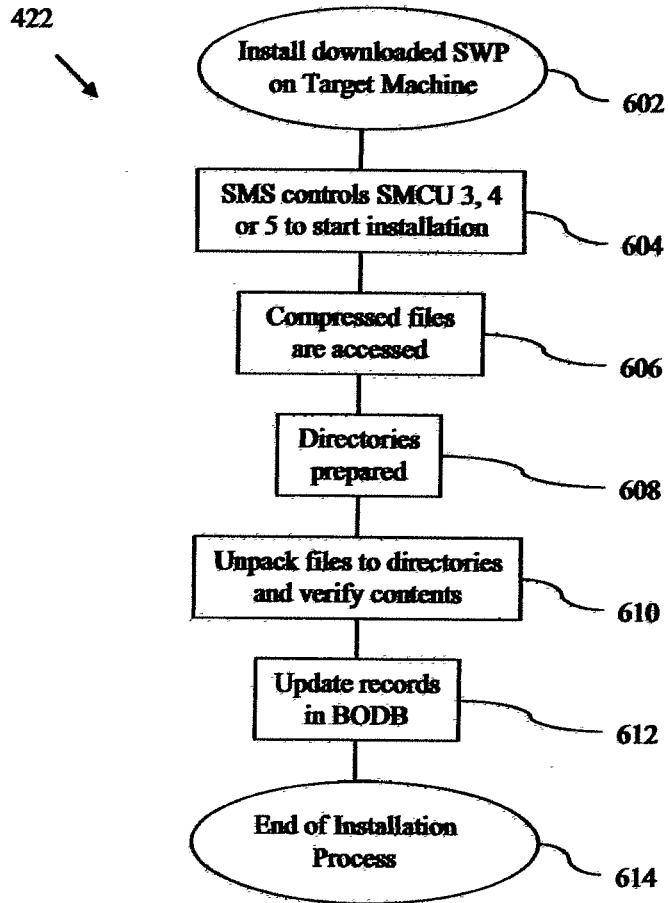 422
Install downloaded SWP
on Target Machine
602
SMS controls SMCU 3, 4
or 5 to start installation
604
Compressed files
are accessed
606
Directories
prepared
608
Unpack files to directories
and verify contents
610
Update records
in BODB
612
End of Installation
Process
614